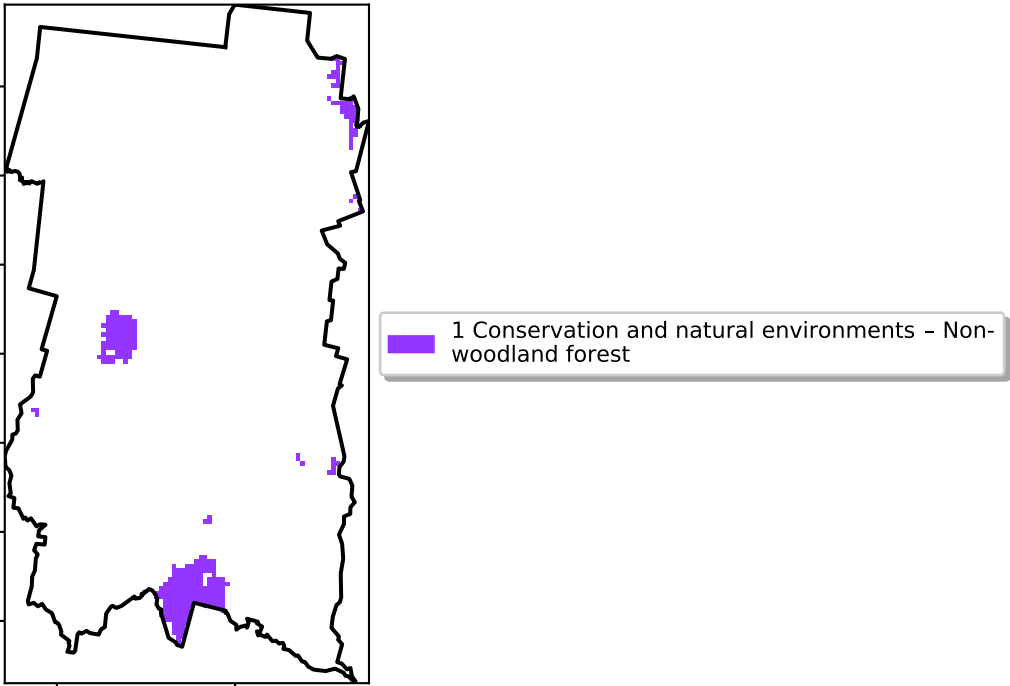 1 Conservation and natural environments – Non-
woodland forest